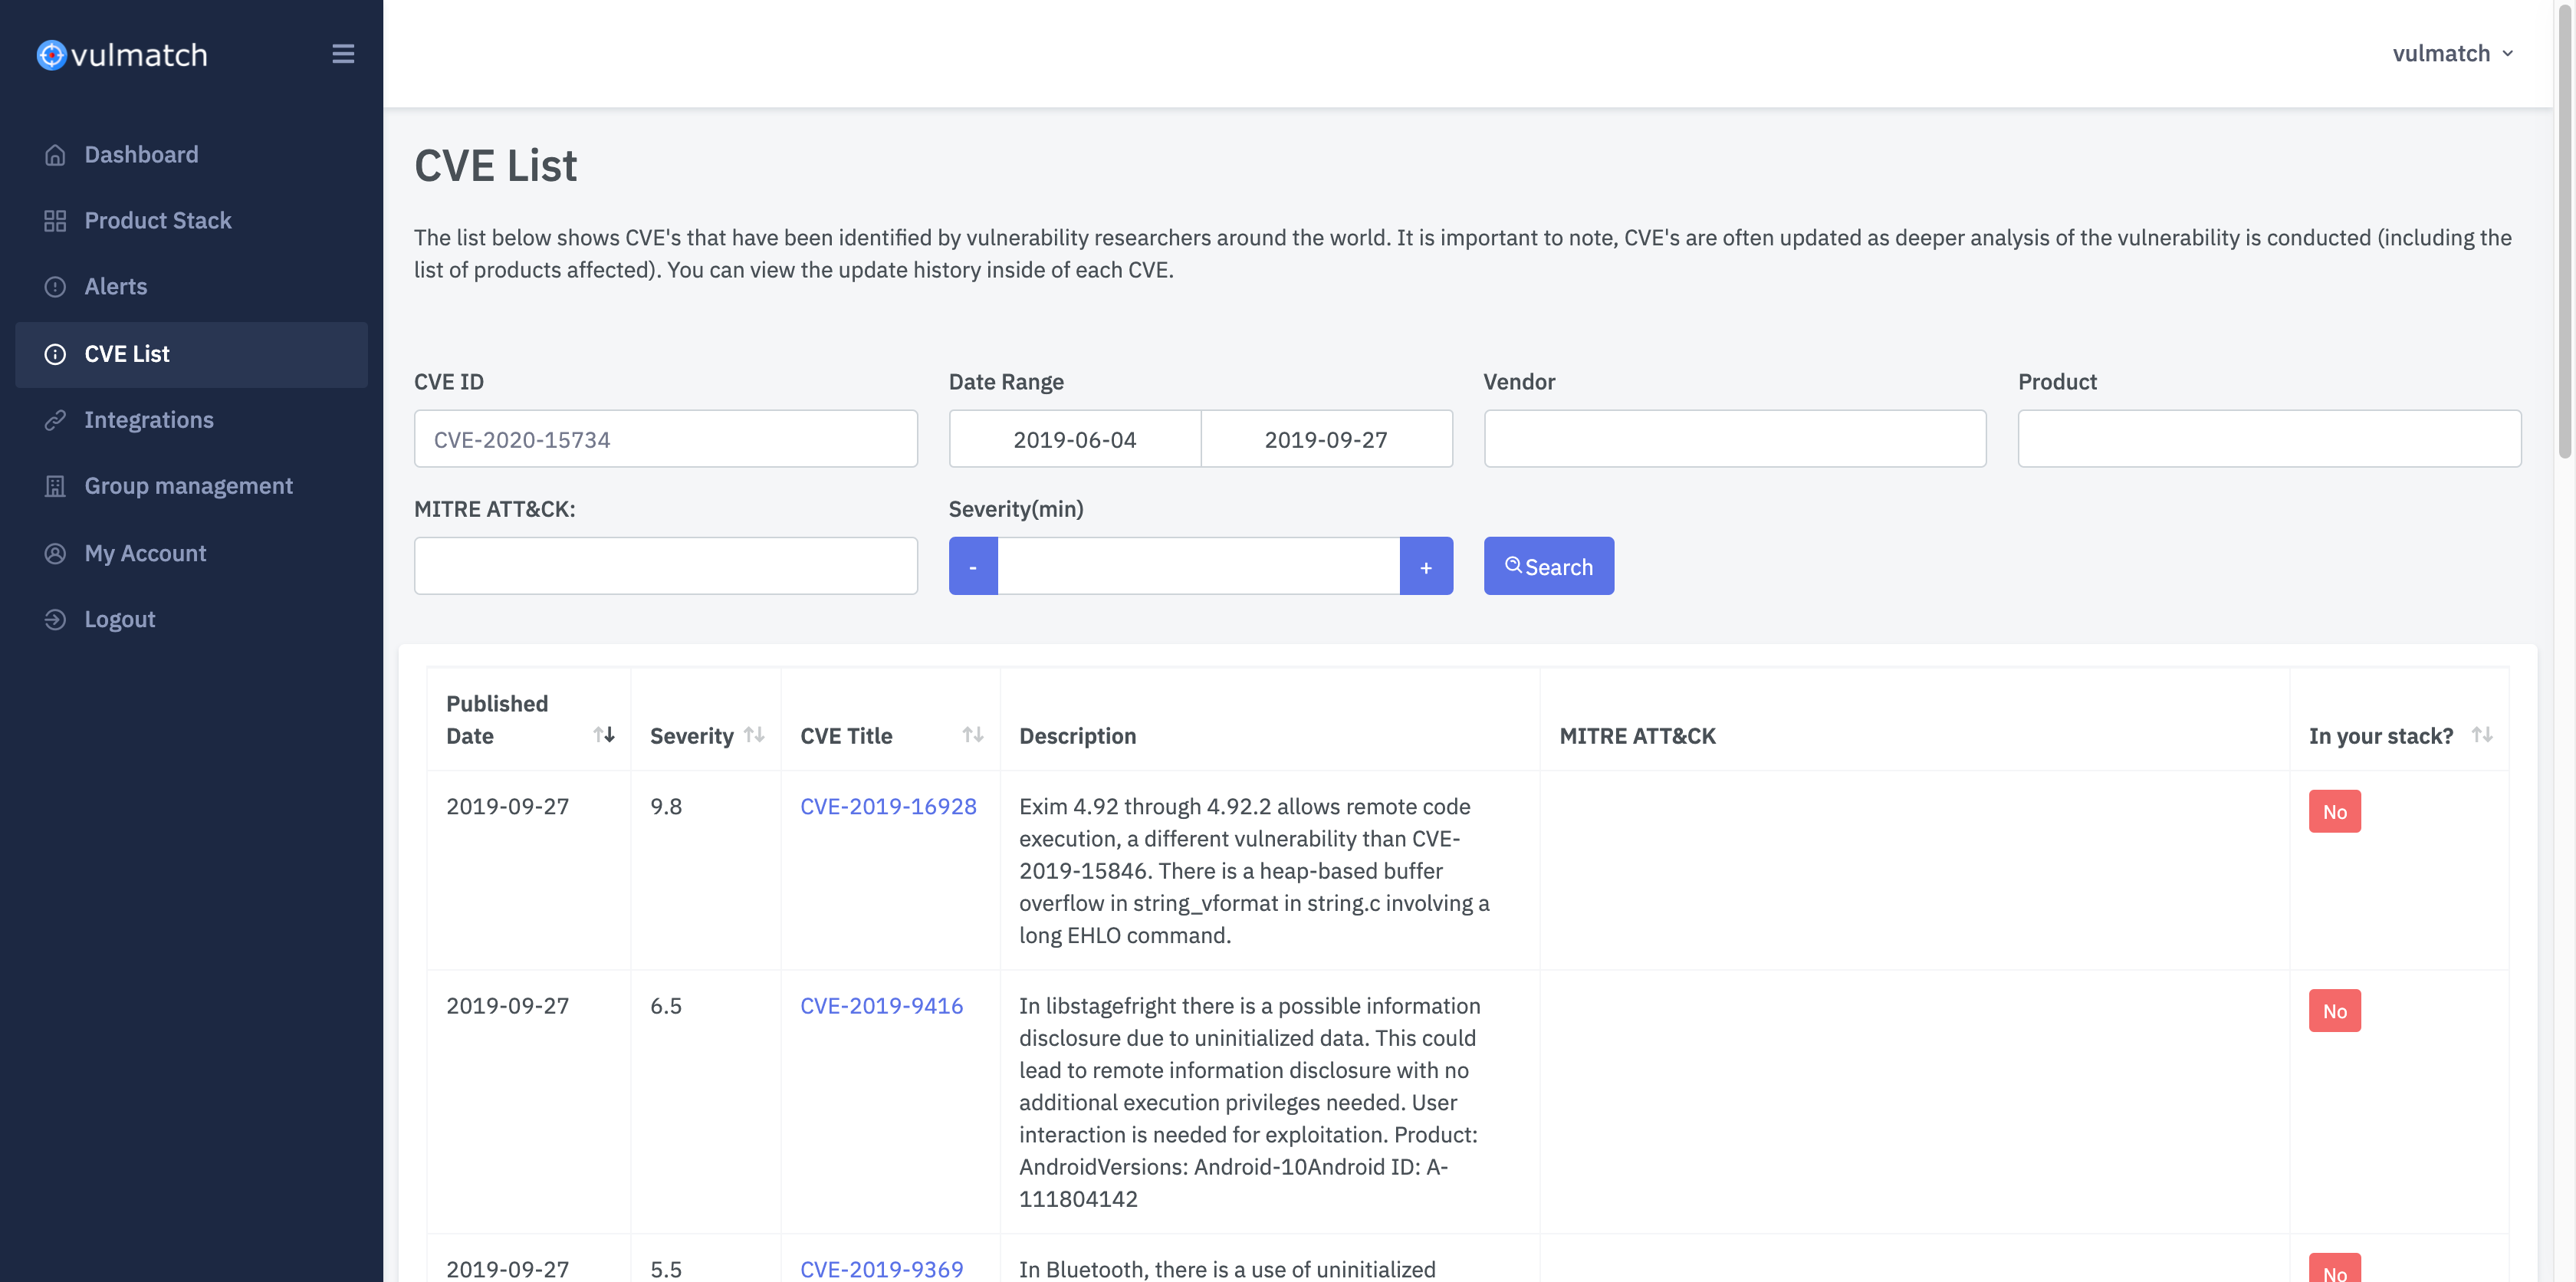 vulmatch
vulmatch
Dashboard
Product Stack
Alerts
CVE List
Integrations
Group management
My Account
Logout
CVE List
The list below shows CVE's that have been identified by vulnerability researchers around the world. It is important to note, CVE's are often updated as deeper analysis of the vulnerability is conducted (including the
list of products affected). You can view the update history inside of each CVE.
CVE ID
Date Range
Vendor
Product
CVE-2020-15734
2019-06-04
2019-09-27
MITRE ATT&CK:
Severity(min)
-
+
Search
Published
Date
Severity
CVE Title
Description
MITRE ATT&CK
In your stack?
2019-09-27
9.8
CVE-2019-16928
Exim 4.92 through 4.92.2 allows remote code
execution, a different vulnerability than CVE-
2019-15846. There is a heap-based buffer
overflow in string_vformat in string.c involving a
long EHLO command.
No
2019-09-27
6.5
CVE-2019-9416
In libstagefright there is a possible information
disclosure due to uninitialized data. This could
lead to remote information disclosure with no
additional execution privileges needed. User
interaction is needed for exploitation. Product:
AndroidVersions: Android-10Android ID: A-
111804142
No
2019-09-27
5.5
CVE-2019-9369
In Bluetooth, there is a use of uninitialized
No